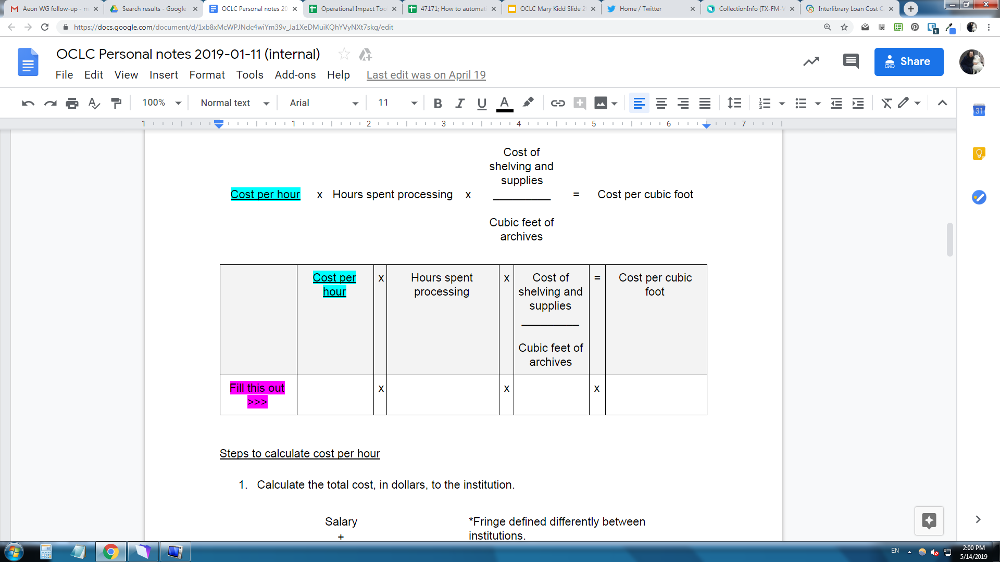 Aeon WG follow-up - m
Search results - Google
OCLC Personal notes 20
Operational Impact Too
47171; How to automat
OCLC Mary Kidd Slide 2
Home / Twitter
CollectionInfo (TX-FM-V
Interlibrary Loan Cost C
https://docs.google.com/document/d/1xb8xMcWPJNdc4wiYm39v_Ja1XeDMuiKQhYVyNXt7skg/edit
1
OCLC Personal notes 2019-01-11 (internal)
File Edit View Insert Format Tools Add-ons Help Last edit was on April 19
Share
100% Normal text Arial 11 B I U A
31
1 1 2 3 4 5 6 7
Cost of
shelving and
supplies
Cost per hour x Hours spent processing x __________ = Cost per cubic foot
Cubic feet of
archives
Cost per x Hours spent x Cost of = Cost per cubic
hour processing shelving and foot
supplies
__________
Cubic feet of
archives
Fill this out x x x
>>>
Steps to calculate cost per hour
1. Calculate the total cost, in dollars, to the institution.
Salary *Fringe defined differently between
+ institutions.
EN 2:00 PM
5/14/2019